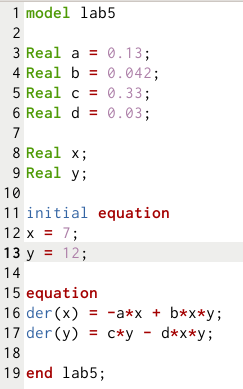 1 model lab5
2
3 Real a = 0.13;
4 Real b = 0.042;
5 Real c = 0.33;
6 Real d = 0.03;
7
8 Real x;
9 Real y;
10
11 initial equation
12 x = 7;
13 y = 12;
14
15 equation
16 der(x) = -a*x + b*x*y;
17 der(y) = c*y - d*x*y;
18
19 end lab5;